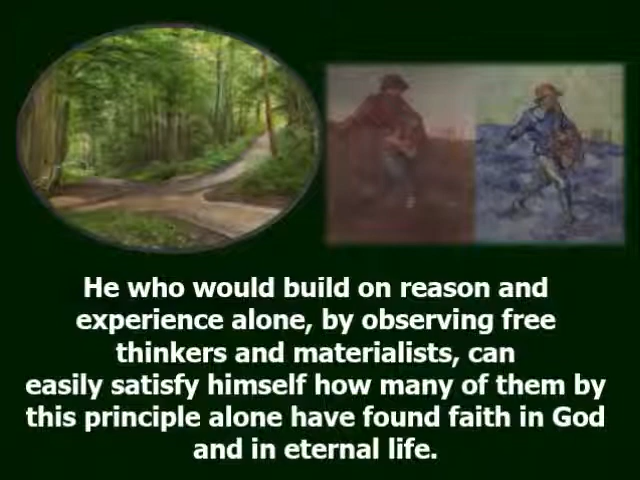 He who would build on reason and
experience alone, by observing free
thinkers and materialists, can
easily satisfy himself how many of them by
this principle alone have found faith in God
and in eternal life.